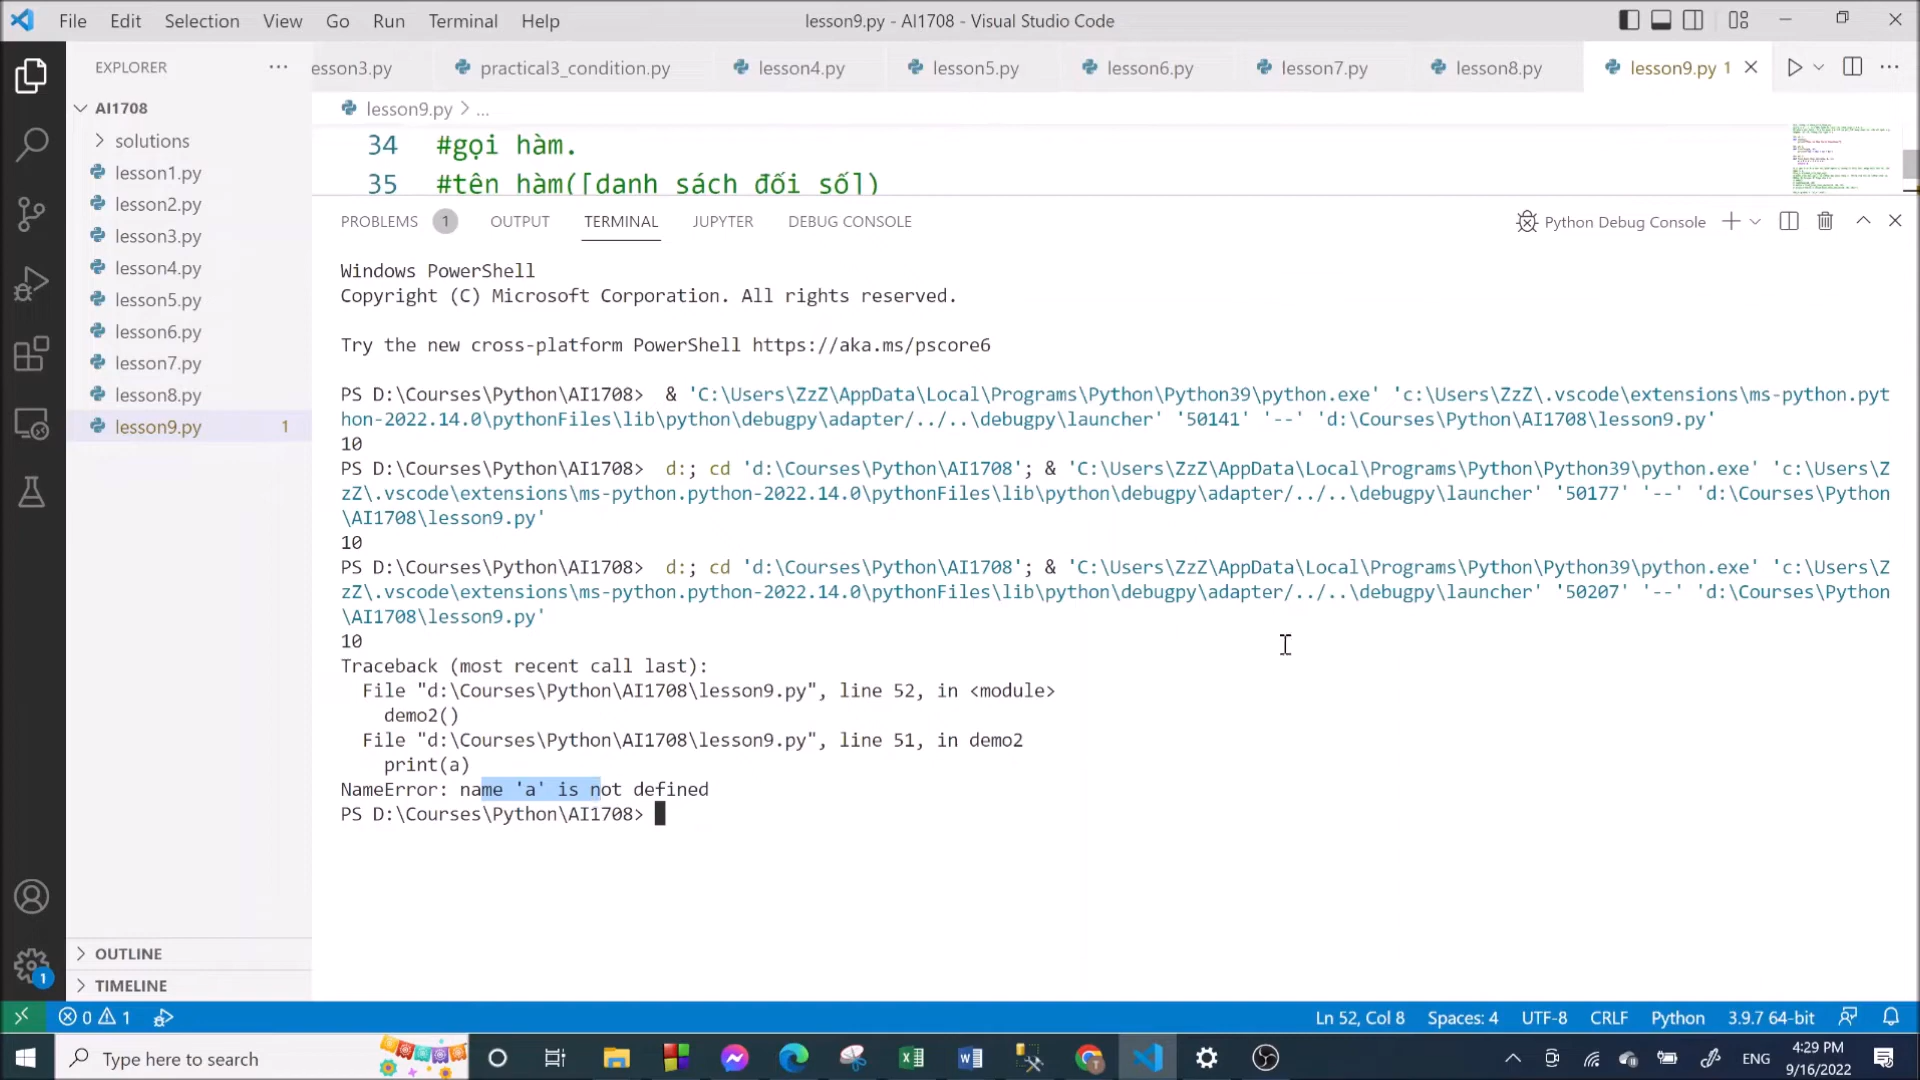 File Edit Selection View Go Run Terminal Help
lesson9.py - AI1708 - Visual Studio Code
EXPLORER
AI1708
solutions
lesson1.py
lesson2.py
lesson3.py
lesson4.py
lesson5.py
lesson6.py
lesson7.py
lesson8.py
lesson9.py 1
OUTLINE
TIMELINE
esson3.py practical3_condition.py lesson4.py lesson5.py lesson6.py lesson7.py lesson8.py lesson9.py 1
lesson9.py > ...
34 #gọi hàm.
35 #tên hàm([danh sách đối số])
PROBLEMS 1 OUTPUT TERMINAL JUPYTER DEBUG CONSOLE
Python Debug Console
Windows PowerShell
Copyright (C) Microsoft Corporation. All rights reserved.
Try the new cross-platform PowerShell https://aka.ms/pscore6
PS D:\Courses\Python\AI1708>  & 'C:\Users\ZzZ\AppData\Local\Programs\Python\Python39\python.exe' 'c:\Users\ZzZ\.vscode\extensions\ms-python.pyt
hon-2022.14.0\pythonFiles\lib\python\debugpy\adapter/../..\debugpy\launcher' '50141' '--' 'd:\Courses\Python\AI1708\lesson9.py'
10
PS D:\Courses\Python\AI1708>  d:; cd 'd:\Courses\Python\AI1708'; & 'C:\Users\ZzZ\AppData\Local\Programs\Python\Python39\python.exe' 'c:\Users\Z
zZ\.vscode\extensions\ms-python.python-2022.14.0\pythonFiles\lib\python\debugpy\adapter/../..\debugpy\launcher' '50177' '--' 'd:\Courses\Python
\AI1708\lesson9.py'
10
PS D:\Courses\Python\AI1708>  d:; cd 'd:\Courses\Python\AI1708'; & 'C:\Users\ZzZ\AppData\Local\Programs\Python\Python39\python.exe' 'c:\Users\Z
zZ\.vscode\extensions\ms-python.python-2022.14.0\pythonFiles\lib\python\debugpy\adapter/../..\debugpy\launcher' '50207' '--' 'd:\Courses\Python
\AI1708\lesson9.py'
10
Traceback (most recent call last):
File "d:\Courses\Python\AI1708\lesson9.py", line 52, in <module>
demo2()
File "d:\Courses\Python\AI1708\lesson9.py", line 51, in demo2
print(a)
NameError: name 'a' is not defined
PS D:\Courses\Python\AI1708>
1
0 1 Ln 52, Col 8 Spaces: 4 UTF-8 CRLF Python 3.9.7 64-bit
Type here to search
ENG
4:29 PM
9/16/2022